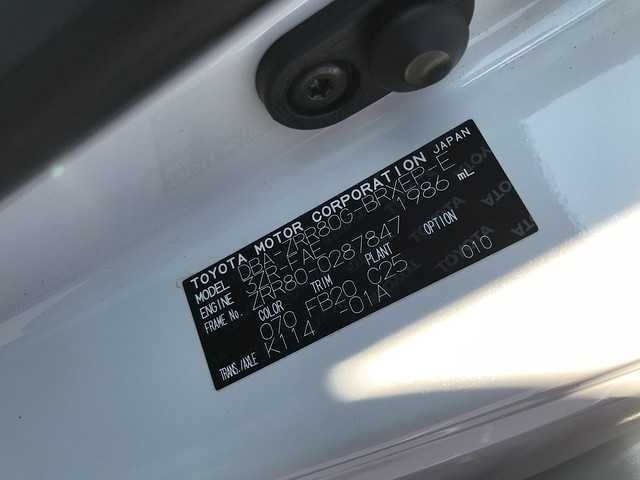 TOYOTA MOTOR CORPORATION JAPAN
MODEL DBA-ZRR80G-BRXEP-E
ENGINE 3ZR-FAE 1986 mL
FRAME No. ZRR80-0287847
COLOR TRIM PLANT OPTION
070 FB20 C25 010
TRANS./AXLE K114 -01A